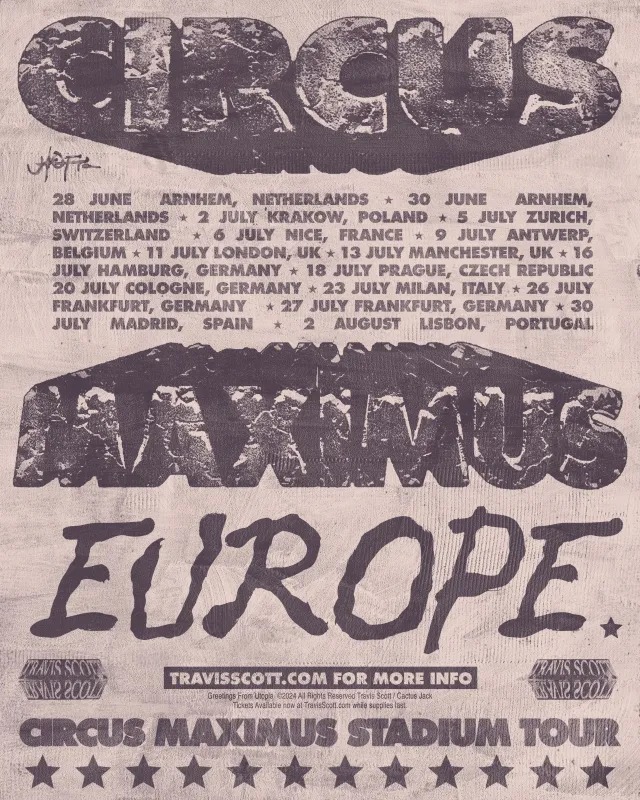 CIRCUS
28 JUNE ARNHEM, NETHERLANDS ★ 30 JUNE ARNHEM,
NETHERLANDS ★ 2 JULY KRAKOW, POLAND ★ 5 JULY ZURICH,
SWITZERLAND ★ 6 JULY NICE, FRANCE ★ 9 JULY ANTWERP,
BELGIUM ★ 11 JULY LONDON, UK ★ 13 JULY MANCHESTER, UK ★ 16
JULY HAMBURG, GERMANY ★ 18 JULY PRAGUE, CZECH REPUBLIC
20 JULY COLOGNE, GERMANY ★ 23 JULY MILAN, ITALY ★ 26 JULY
FRANKFURT, GERMANY ★ 27 JULY FRANKFURT, GERMANY ★ 30
JULY MADRID, SPAIN ★ 2 AUGUST LISBON, PORTUGAL
MAXIMUS
EUROPE.
TRAVIS SCOTT
TRAVIS SCOTT
TRAVISSCOTT.COM FOR MORE INFO
TRAVIS SCOTT
TRAVIS SCOTT
Greetings From Utopia, ©2024 All Rights Reserved Travis Scott / Cactus Jack
Tickets Available now at TravisScott.com while supplies last.
CIRCUS MAXIMUS STADIUM TOUR